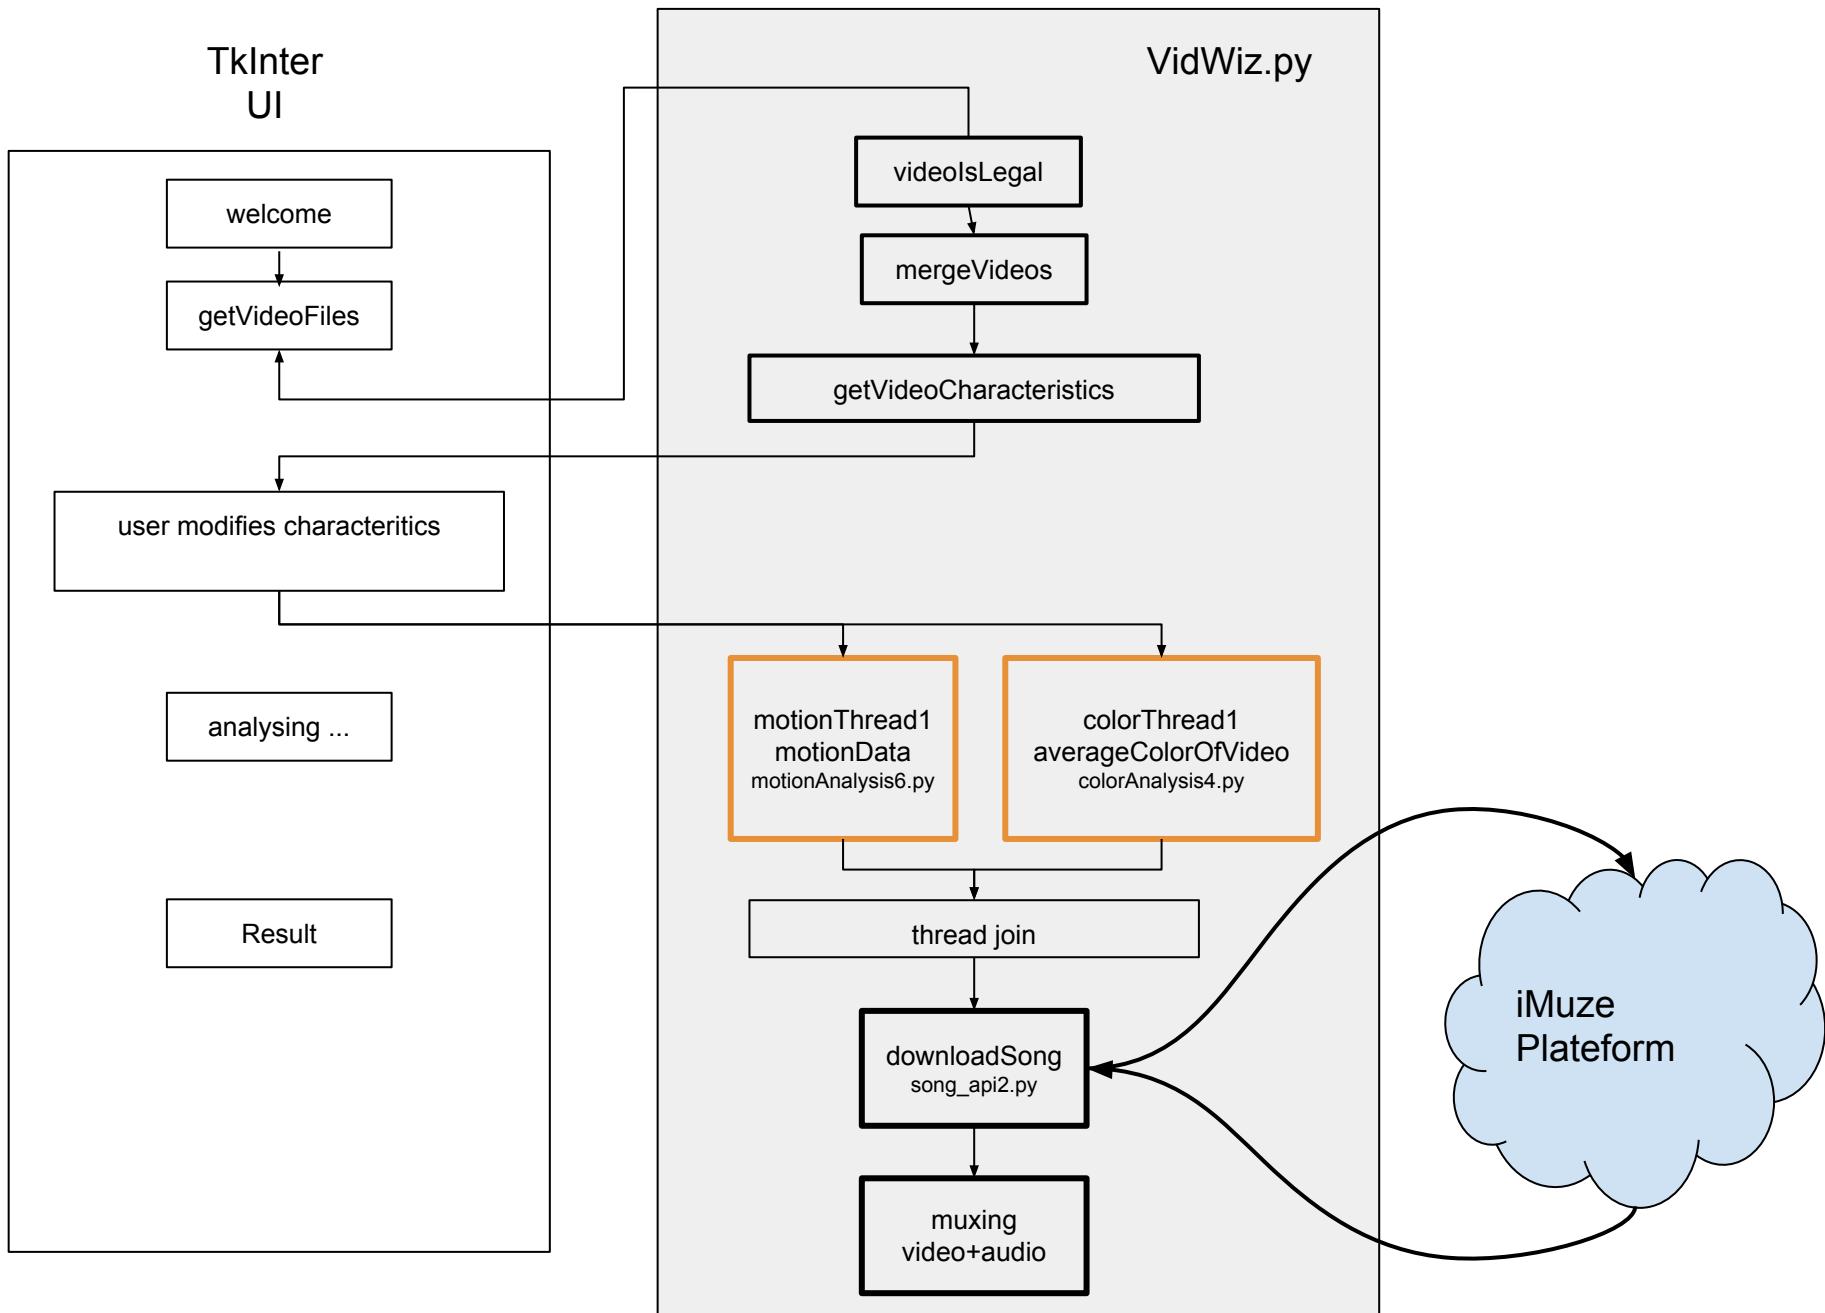 TkInter
UI
welcome
getVideoFiles
user modifies characteritics
analysing ...
Result
VidWiz.py
videoIsLegal
mergeVideos
getVideoCharacteristics
motionThread1
motionData
motionAnalysis6.py
colorThread1
averageColorOfVideo
colorAnalysis4.py
thread join
downloadSong
song_api2.py
muxing
video+audio
iMuze
Plateform